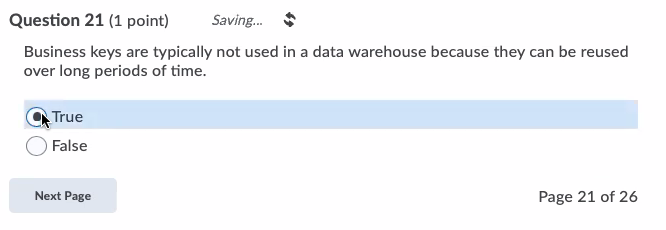 Question 21 (1 point) Saving...
Business keys are typically not used in a data warehouse because they can be reused
over long periods of time.
True
False
Next Page Page 21 of 26